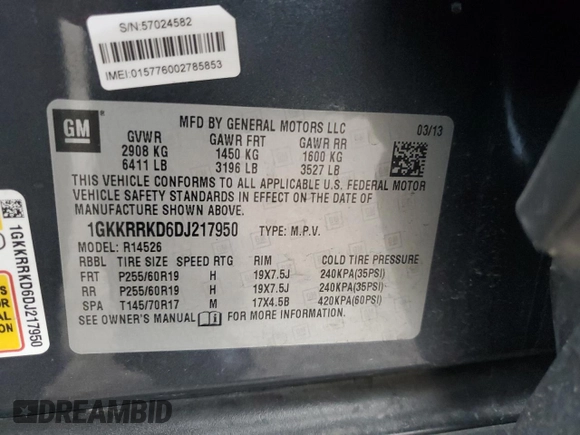 S/N:57024582
IMEI:015776002785853
GM
MFD BY GENERAL MOTORS LLC
03/13
GVWR GAWR FRT GAWR RR
2908 KG 1450 KG 1600 KG
6411 LB 3196 LB 3527 LB
THIS VEHICLE CONFORMS TO ALL APPLICABLE U.S. FEDERAL MOTOR
VEHICLE SAFETY STANDARDS IN EFFECT ON THE DATE OF
MANUFACTURE SHOWN ABOVE.
1GKKRRKD6DJ217950 TYPE: M.P.V.
MODEL: R14526
RBBL TIRE SIZE SPEED RTG RIM COLD TIRE PRESSURE
FRT P255/60R19 H 19X7.5J 240KPA(35PSI)
RR P255/60R19 H 19X7.5J 240KPA(35PSI)
SPA T145/70R17 M 17X4.5B 420KPA(60PSI)
SEE OWNER'S MANUAL FOR MORE INFORMATION
1GKKRRKD6DJ217950
OR
DREAMBID